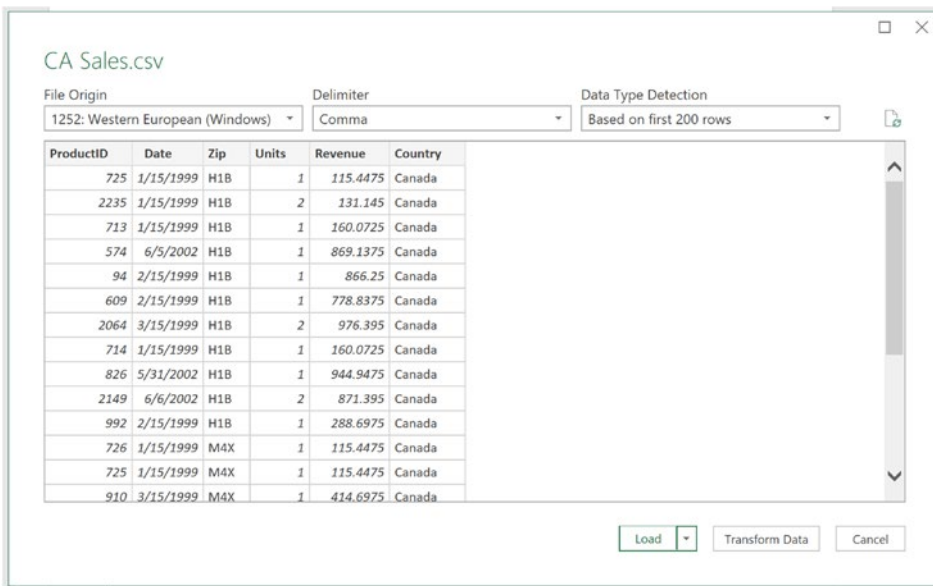 CA Sales.csv
File Origin Delimiter Data Type Detection
1252: Western European (Windows) Comma Based on first 200 rows
ProductID Date Zip Units Revenue Country
725 1/15/1999 H1B 1 115.4475 Canada
2235 1/15/1999 H1B 2 131.145 Canada
713 1/15/1999 H1B 1 160.0725 Canada
574 6/5/2002 H1B 1 869.1375 Canada
94 2/15/1999 H1B 1 866.25 Canada
609 2/15/1999 H1B 1 778.8375 Canada
2064 3/15/1999 H1B 2 976.395 Canada
714 1/15/1999 H1B 1 160.0725 Canada
826 5/31/2002 H1B 1 944.9475 Canada
2149 6/6/2002 H1B 2 871.395 Canada
992 2/15/1999 H1B 1 288.6975 Canada
726 1/15/1999 M4X 1 115.4475 Canada
725 1/15/1999 M4X 1 115.4475 Canada
910 3/15/1999 M4X 1 414.6975 Canada
Load Transform Data Cancel